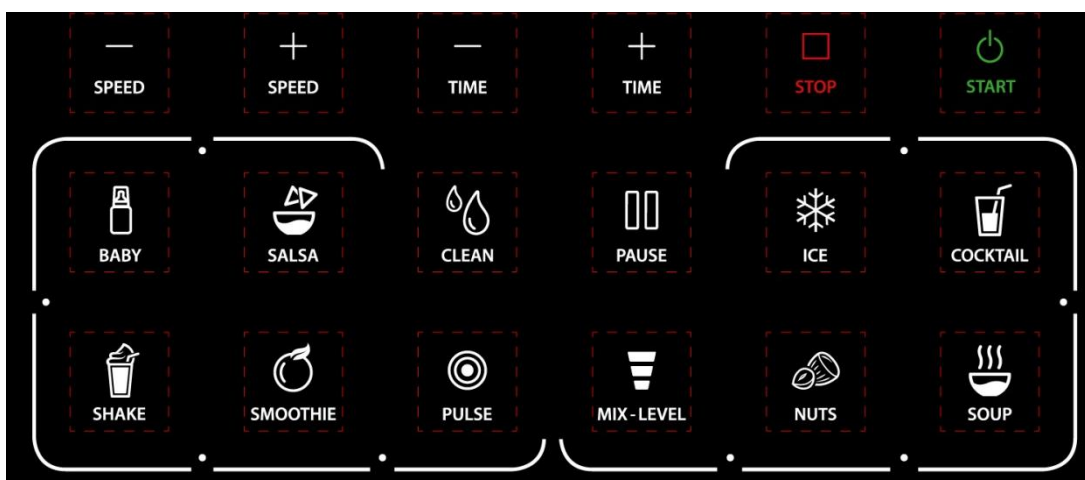 SPEED SPEED TIME TIME STOP START
BABY SALSA CLEAN PAUSE ICE COCKTAIL
SHAKE SMOOTHIE PULSE MIX-LEVEL NUTS SOUP